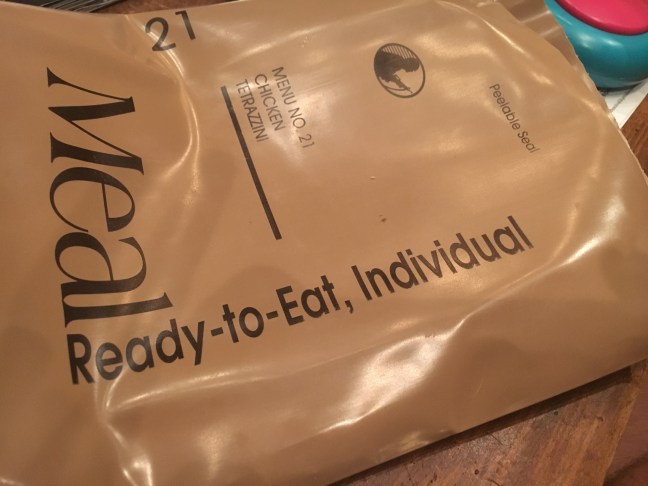 21
MENU NO. 21
CHICKEN
TETRAZZINI
Peelable Seal
Meal
Ready-to-Eat, Individual